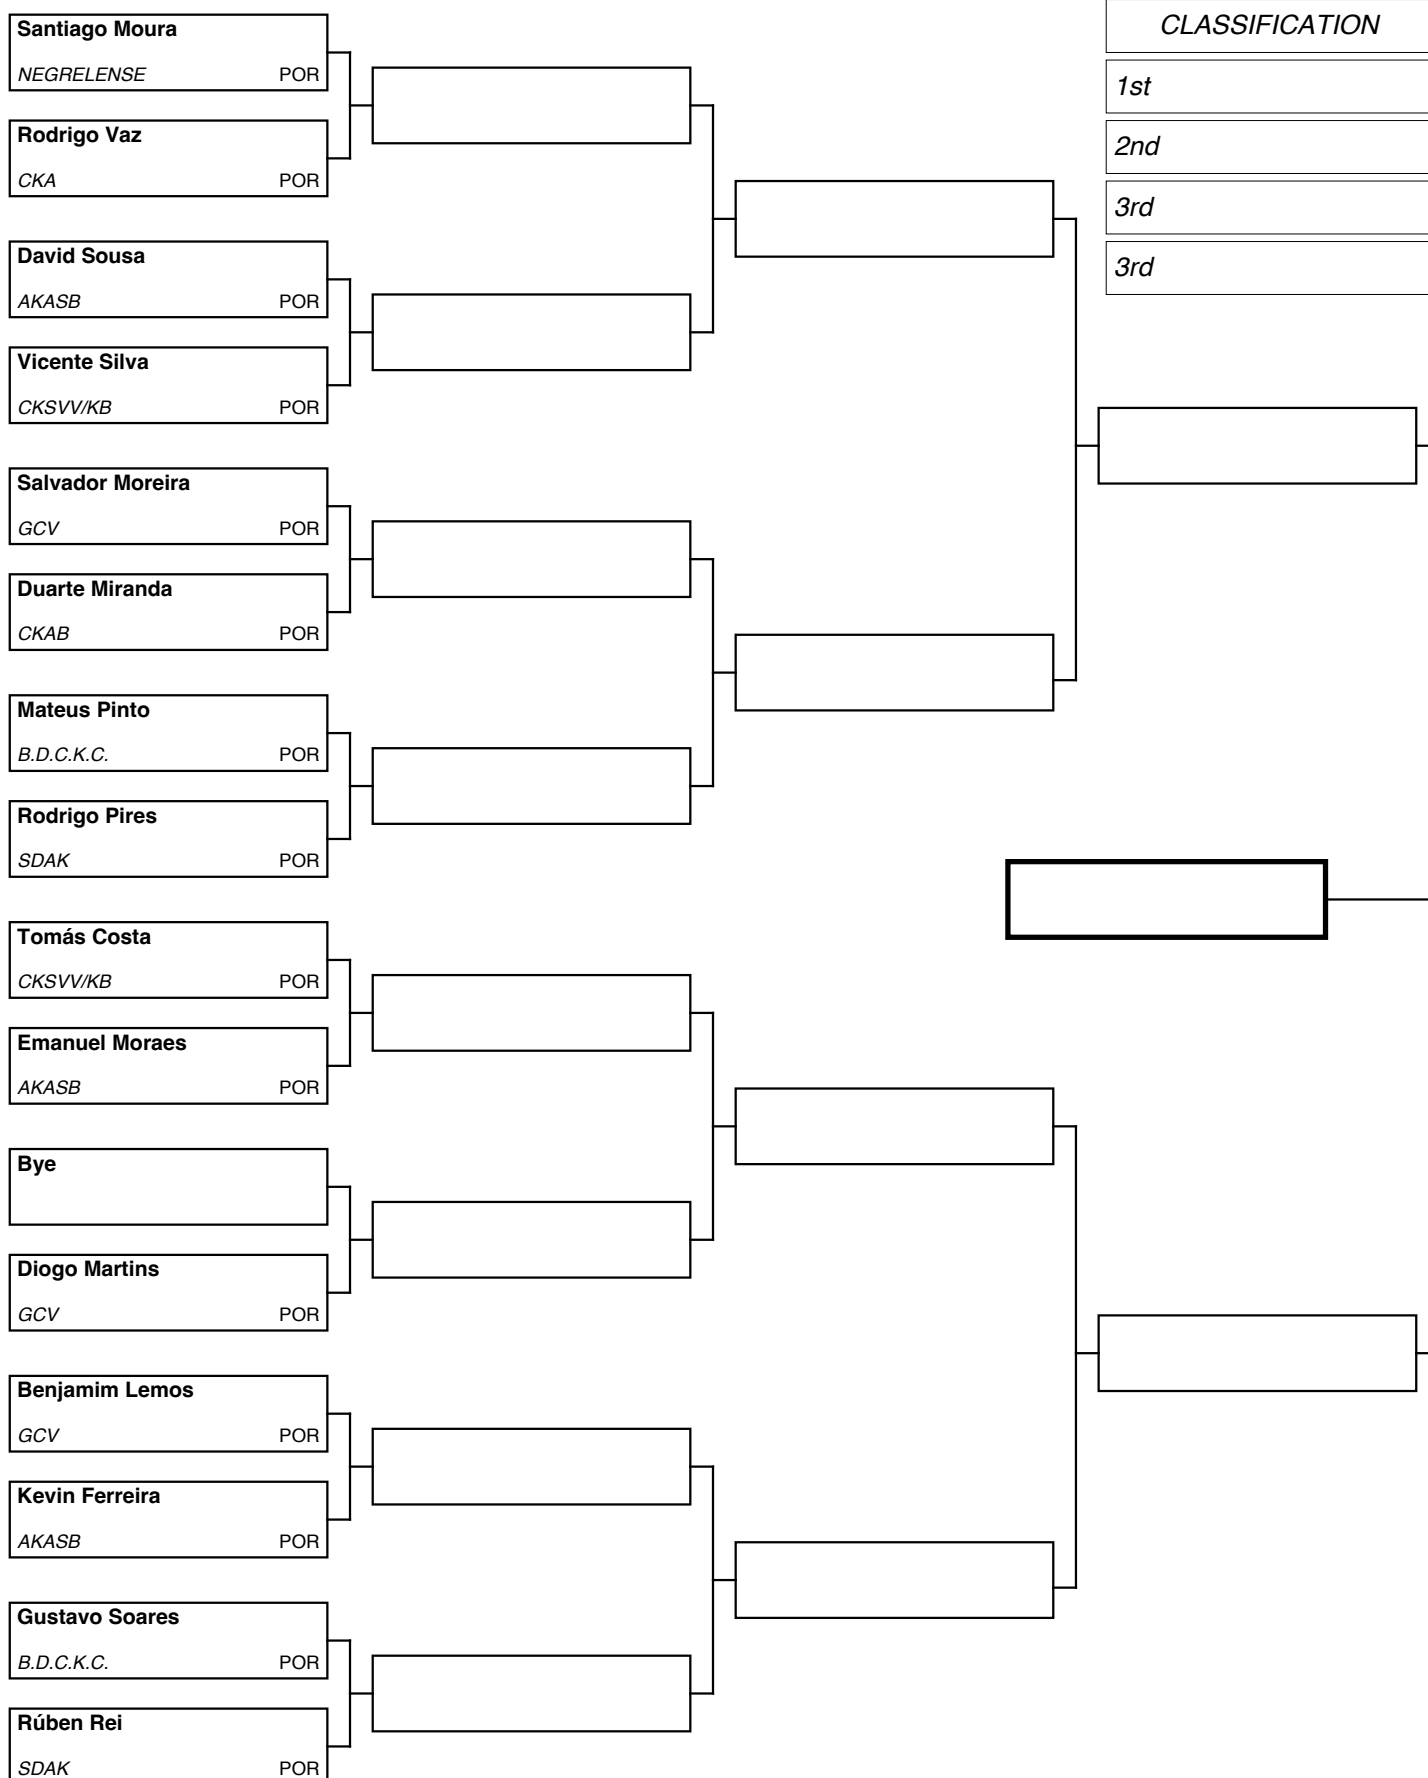 CLASSIFICATION
1st
2nd
3rd
3rd
Santiago Moura
NEGRELENSE POR
Rodrigo Vaz
CKA POR
David Sousa
AKASB POR
Vicente Silva
CKSVV/KB POR
Salvador Moreira
GCV POR
Duarte Miranda
CKAB POR
Mateus Pinto
B.D.C.K.C. POR
Rodrigo Pires
SDAK POR
Tomás Costa
CKSVV/KB POR
Emanuel Moraes
AKASB POR
Bye
Diogo Martins
GCV POR
Benjamim Lemos
GCV POR
Kevin Ferreira
AKASB POR
Gustavo Soares
B.D.C.K.C. POR
Rúben Rei
SDAK POR